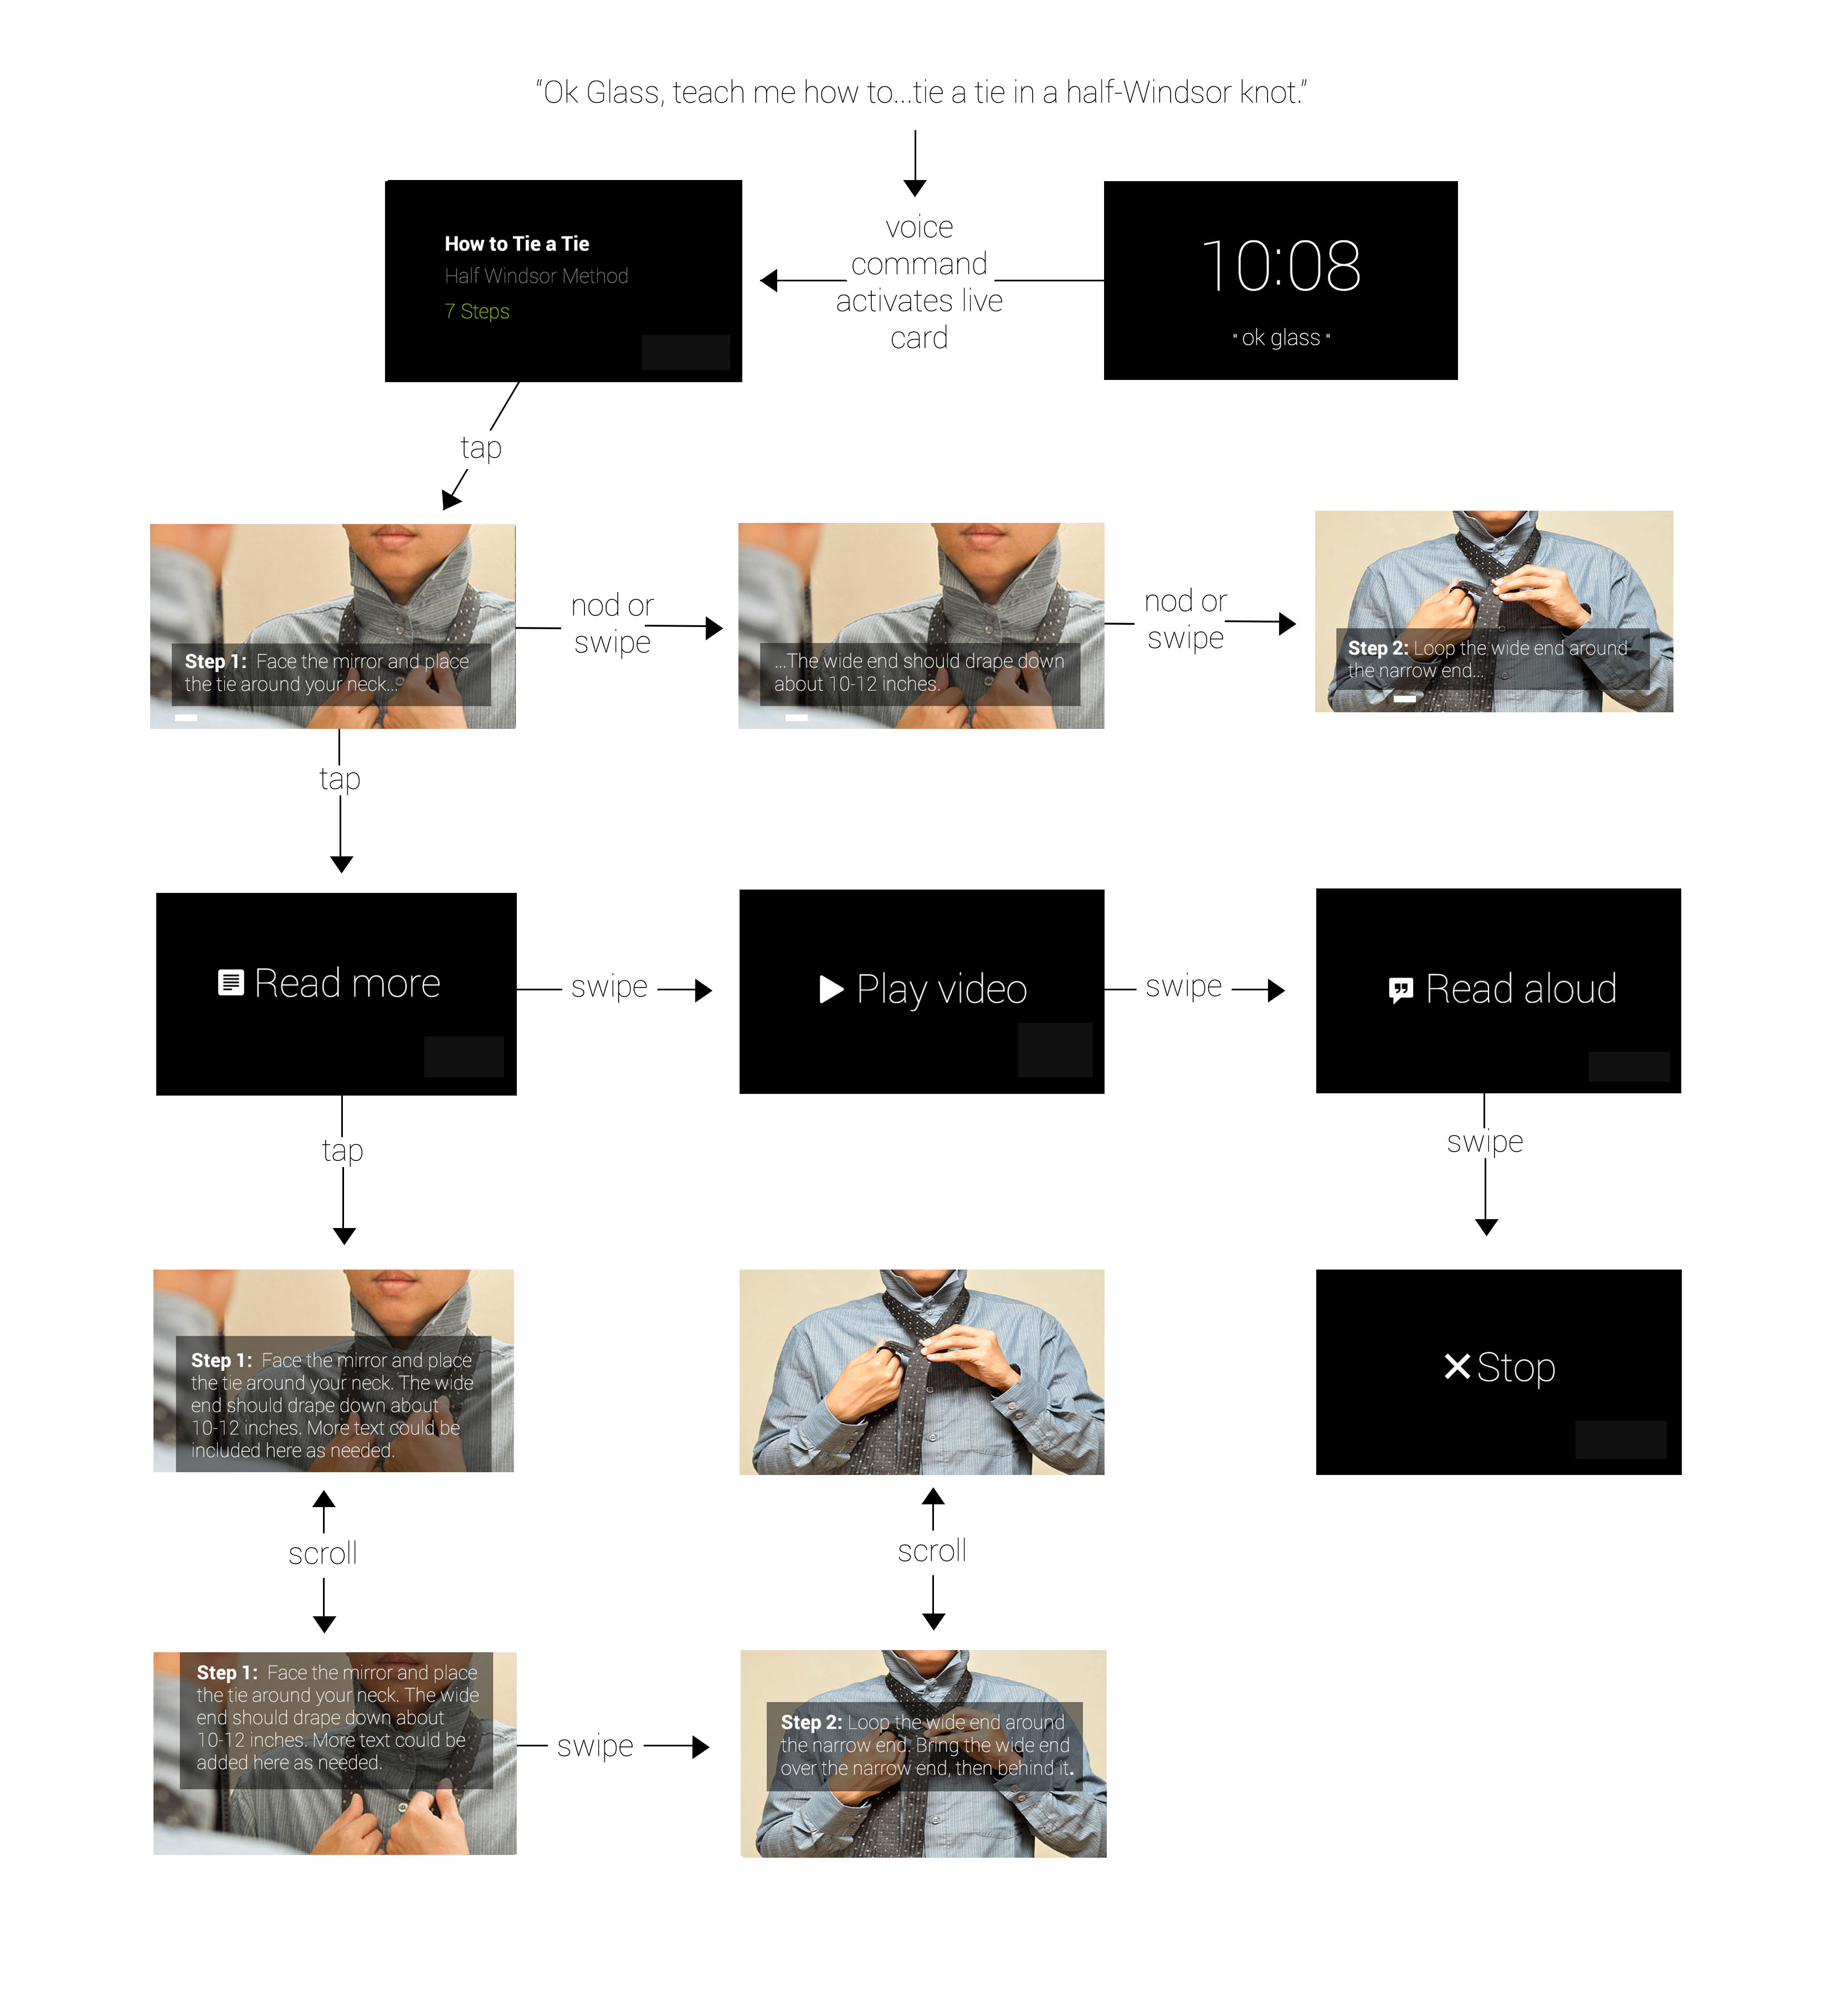 “Ok Glass, teach me how to...tie a tie in a half-Windsor knot.”
How to Tie a Tie
Half Windsor Method
7 Steps
voice
command
activates live
card
10:08
" ok glass "
tap
Step 1: Face the mirror and place
the tie around your neck...
nod or
swipe
...The wide end should drape down
about 10-12 inches.
nod or
swipe
Step 2: Loop the wide end around
the narrow end...
tap
Read more
swipe
Play video
swipe
Read aloud
tap
swipe
Step 1: Face the mirror and place
the tie around your neck. The wide
end should drape down about
10-12 inches. More text could be
included here as needed.
Stop
scroll
scroll
Step 1: Face the mirror and place
the tie around your neck. The wide
end should drape down about
10-12 inches. More text could be
added here as needed.
swipe
Step 2: Loop the wide end around
the narrow end. Bring the wide end
over the narrow end, then behind it.